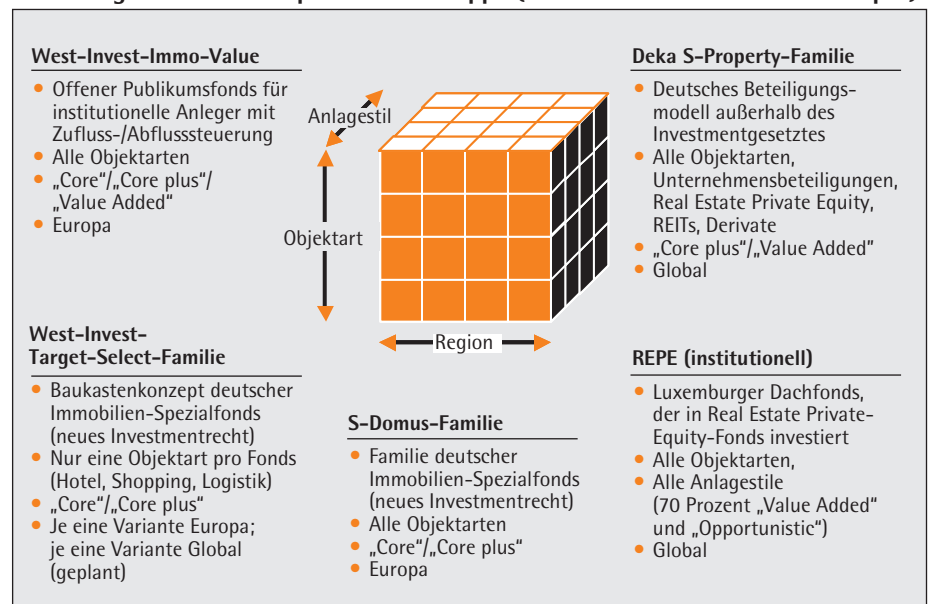 West-Invest-Immo-Value
• Offener Publikumsfonds für
institutionelle Anleger mit
Zufluss-/Abflusssteuerung
• Alle Objektarten
• „Core“/„Core plus“/
„Value Added“
• Europa
Anlagestil
Objektart
Region
Deka S-Property-Familie
• Deutsches Beteiligungs-
modell außerhalb des
Investmentgesetztes
• Alle Objektarten,
Unternehmensbeteiligungen,
Real Estate Private Equity,
REITs, Derivate
• „Core plus“/„Value Added“
• Global
West-Invest-
Target-Select-Familie
• Baukastenkonzept deutscher
Immobilien-Spezialfonds
(neues Investmentrecht)
• Nur eine Objektart pro Fonds
(Hotel, Shopping, Logistik)
• „Core“/„Core plus“
• Je eine Variante Europa;
je eine Variante Global
(geplant)
S-Domus-Familie
• Familie deutscher
Immobilien-Spezialfonds
(neues Investmentrecht)
• Alle Objektarten
• „Core“/„Core plus“
• Europa
REPE (institutionell)
• Luxemburger Dachfonds,
der in Real Estate Private-
Equity-Fonds investiert
• Alle Objektarten,
• Alle Anlagestile
(70 Prozent „Value Added“
und „Opportunistic“)
• Global